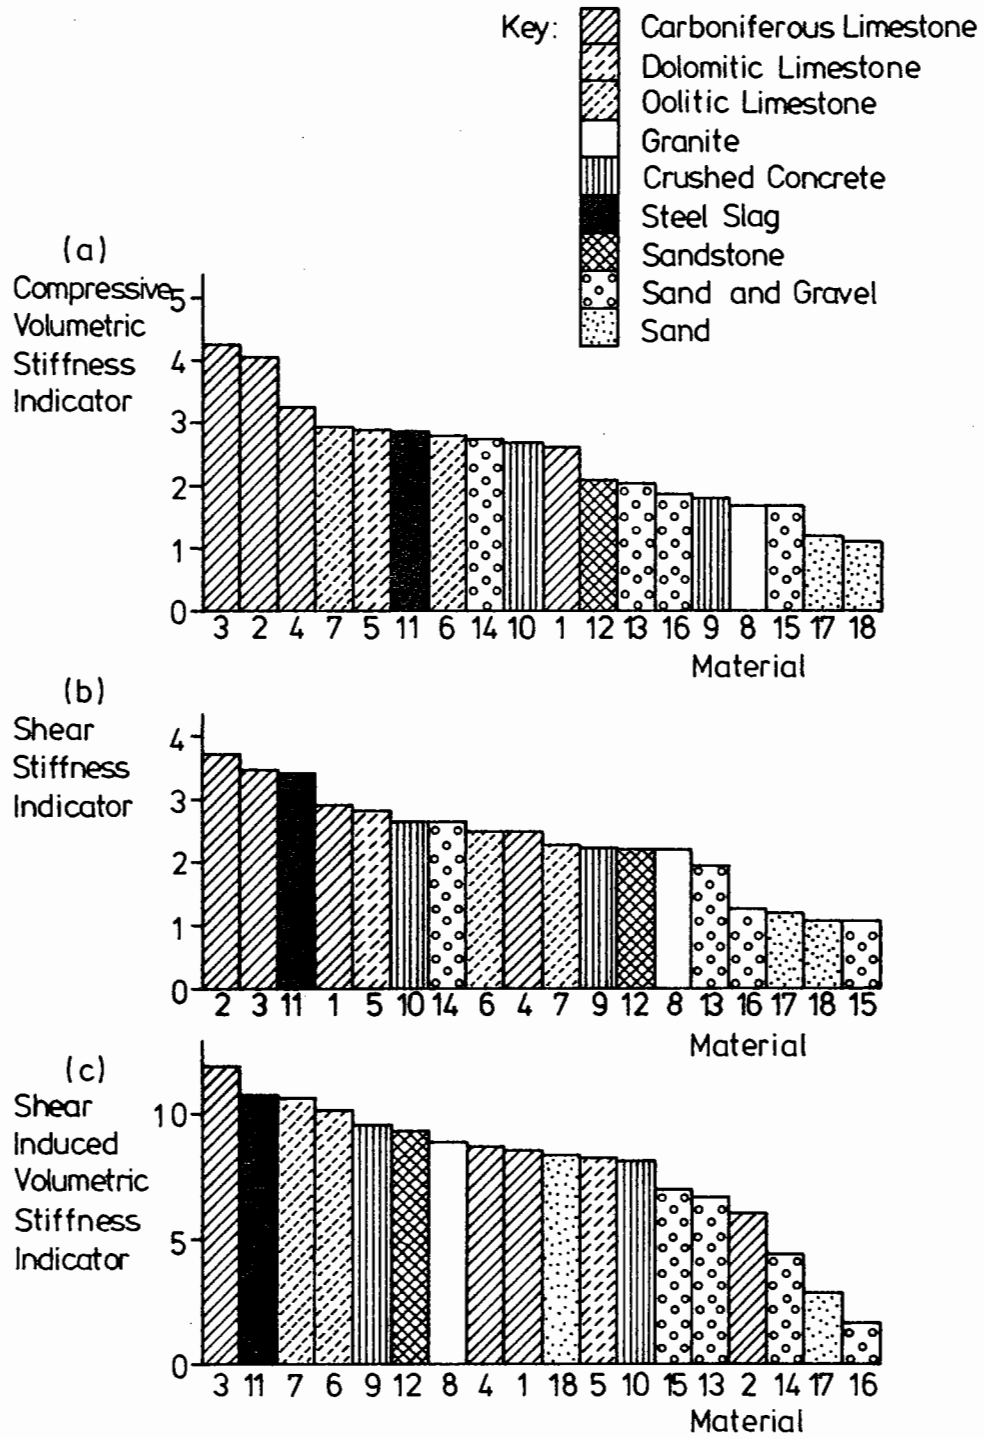 Key:
Carboniferous Limestone
Dolomitic Limestone
Oolitic Limestone
Granite
Crushed Concrete
Steel Slag
Sandstone
Sand and Gravel
Sand
(a)
Compressive
Volumetric
Stiffness
Indicator
5
4
3
2
1
0
3 2 4 7 5 11 6 14 10 1 12 13 16 9 8 15 17 18
Material
(b)
Shear
Stiffness
Indicator
4
3
2
1
0
2 3 11 1 5 10 14 6 4 7 9 12 8 13 16 17 18 15
Material
(c)
Shear
Induced
Volumetric
Stiffness
Indicator
10
5
0
3 11 7 6 9 12 8 4 1 18 5 10 15 13 2 14 17 16
Material